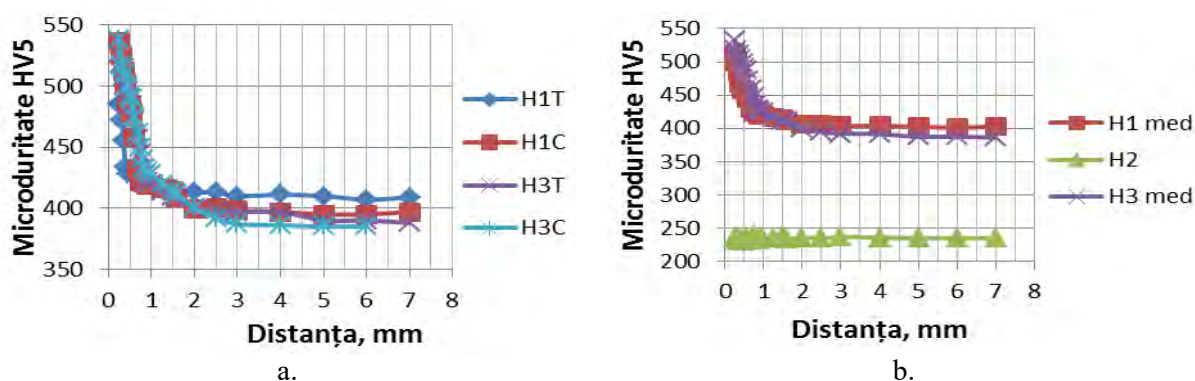 Microduritate HV5
550
500
450
400
350
0 1 2 3 4 5 6 7 8
Distanța, mm
H1T
H1C
H3T
H3C
a.
Microduritate HV5
550
500
450
400
350
300
250
200
0 1 2 3 4 5 6 7 8
Distanța, mm
H1 med
H2
H3 med
b.